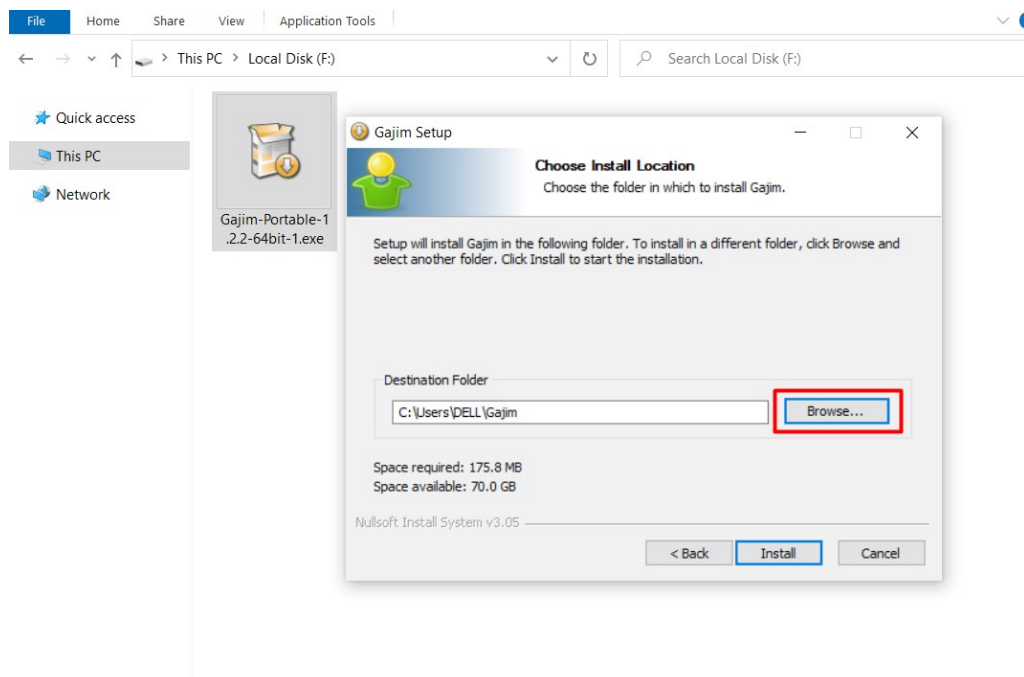 File Home Share View Application Tools
This PC > Local Disk (F:)
Search Local Disk (F:)
Quick access
This PC
Network
Gajim-Portable-1
.2.2-64bit-1.exe
Gajim Setup
Choose Install Location
Choose the folder in which to install Gajim.
Setup will install Gajim in the following folder. To install in a different folder, click Browse and
select another folder. Click Install to start the installation.
Destination Folder
C:\Users\DELL\Gajim
Browse...
Space required: 175.8 MB
Space available: 70.0 GB
Nullsoft Install System v3.05
< Back Install Cancel